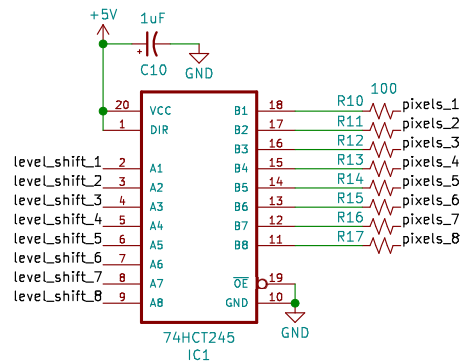 +5V
1uF
+
C10
GND
100
20 VCC B1 18 R10 pixels_1
1 DIR B2 17 R11 pixels_2
B3 16 R12 pixels_3
level_shift_1 2 A1 B4 15 R13 pixels_4
level_shift_2 3 A2 B5 14 R14 pixels_5
level_shift_3 4 A3 B6 13 R15 pixels_6
level_shift_4 5 A4 B7 12 R16 pixels_7
level_shift_5 6 A5 B8 11 R17 pixels_8
level_shift_6 7 A6
level_shift_7 8 A7 OE 19
level_shift_8 9 A8 GND 10
GND
74HCT245
IC1